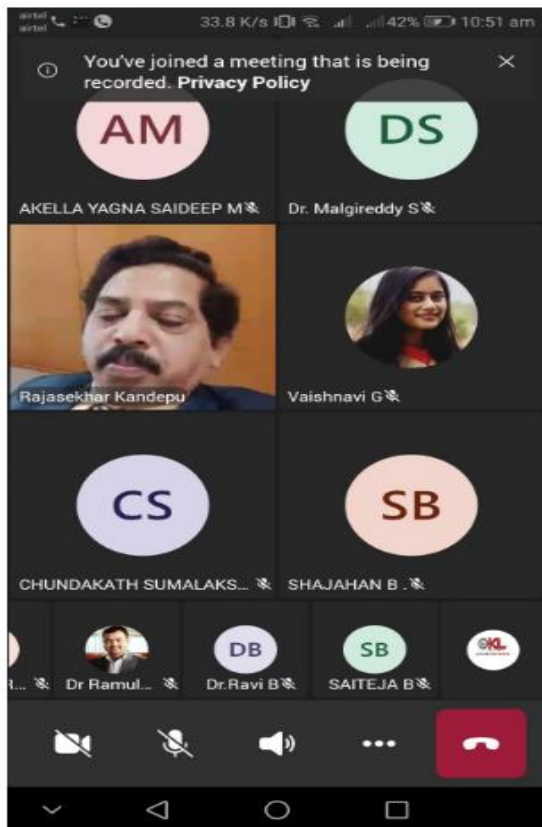 airtel
airtel
33.8 K/s
42%
10:51 am
You've joined a meeting that is being
recorded. Privacy Policy
AM
DS
AKELLA YAGNA SAIDEEP M
Dr. Malgireddy S
Rajasekhar Kandepu
Vaishnavi G
CS
SB
CHUNDAKATH SUMALAKS...
SHAJAHAN B .
DB
SB
KL
R...
Dr Ramul...
Dr.Ravi B
SAITEJA B